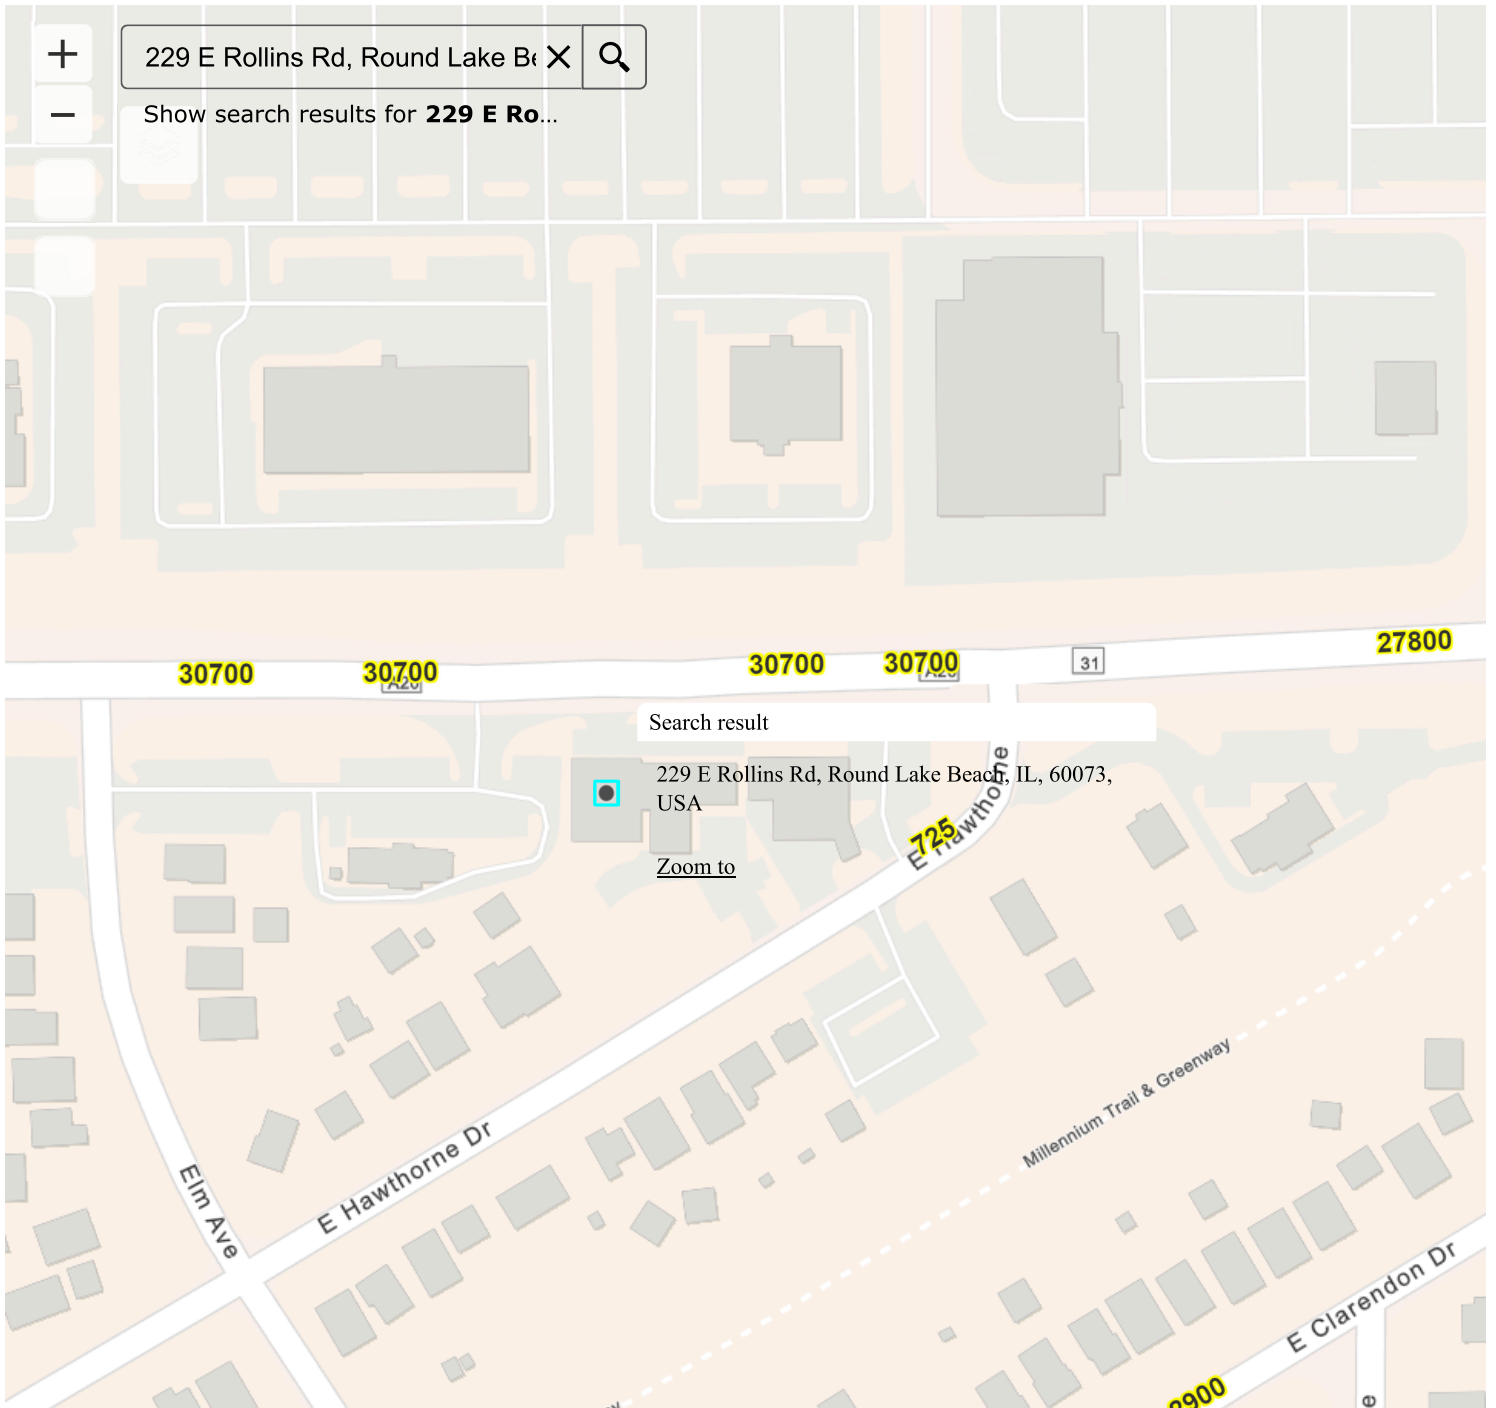 +
229 E Rollins Rd, Round Lake Be
Show search results for 229 E Ro...
−
30700
30700
A20
30700
30700
A20
31
27800
Search result
229 E Rollins Rd, Round Lake Beach, IL, 60073,
USA
Zoom to
E Hawthorne
725
Millennium Trail & Greenway
E Hawthorne Dr
Elm Ave
E Clarendon Dr